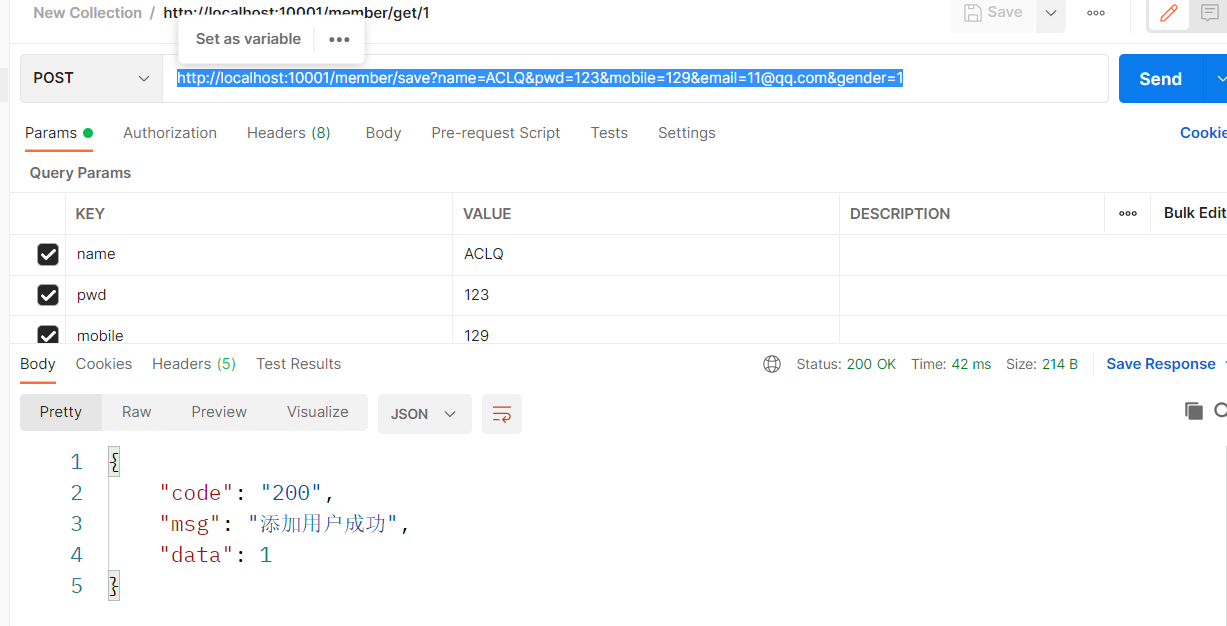 New Collection / http://localhost:10001/member/get/1
Save
Set as variable
POST
http://localhost:10001/member/save?name=ACLQ&pwd=123&mobile=129&email=11@qq.com&gender=1
Send
Params Authorization Headers (8) Body Pre-request Script Tests Settings
Cookie
Query Params
KEY VALUE DESCRIPTION Bulk Edit
name ACLQ
pwd 123
mobile 129
Body Cookies Headers (5) Test Results Status: 200 OK Time: 42 ms Size: 214 B Save Response
Pretty Raw Preview Visualize JSON
1 {
2 "code": "200",
3 "msg": "添加用户成功",
4 "data": 1
5 }